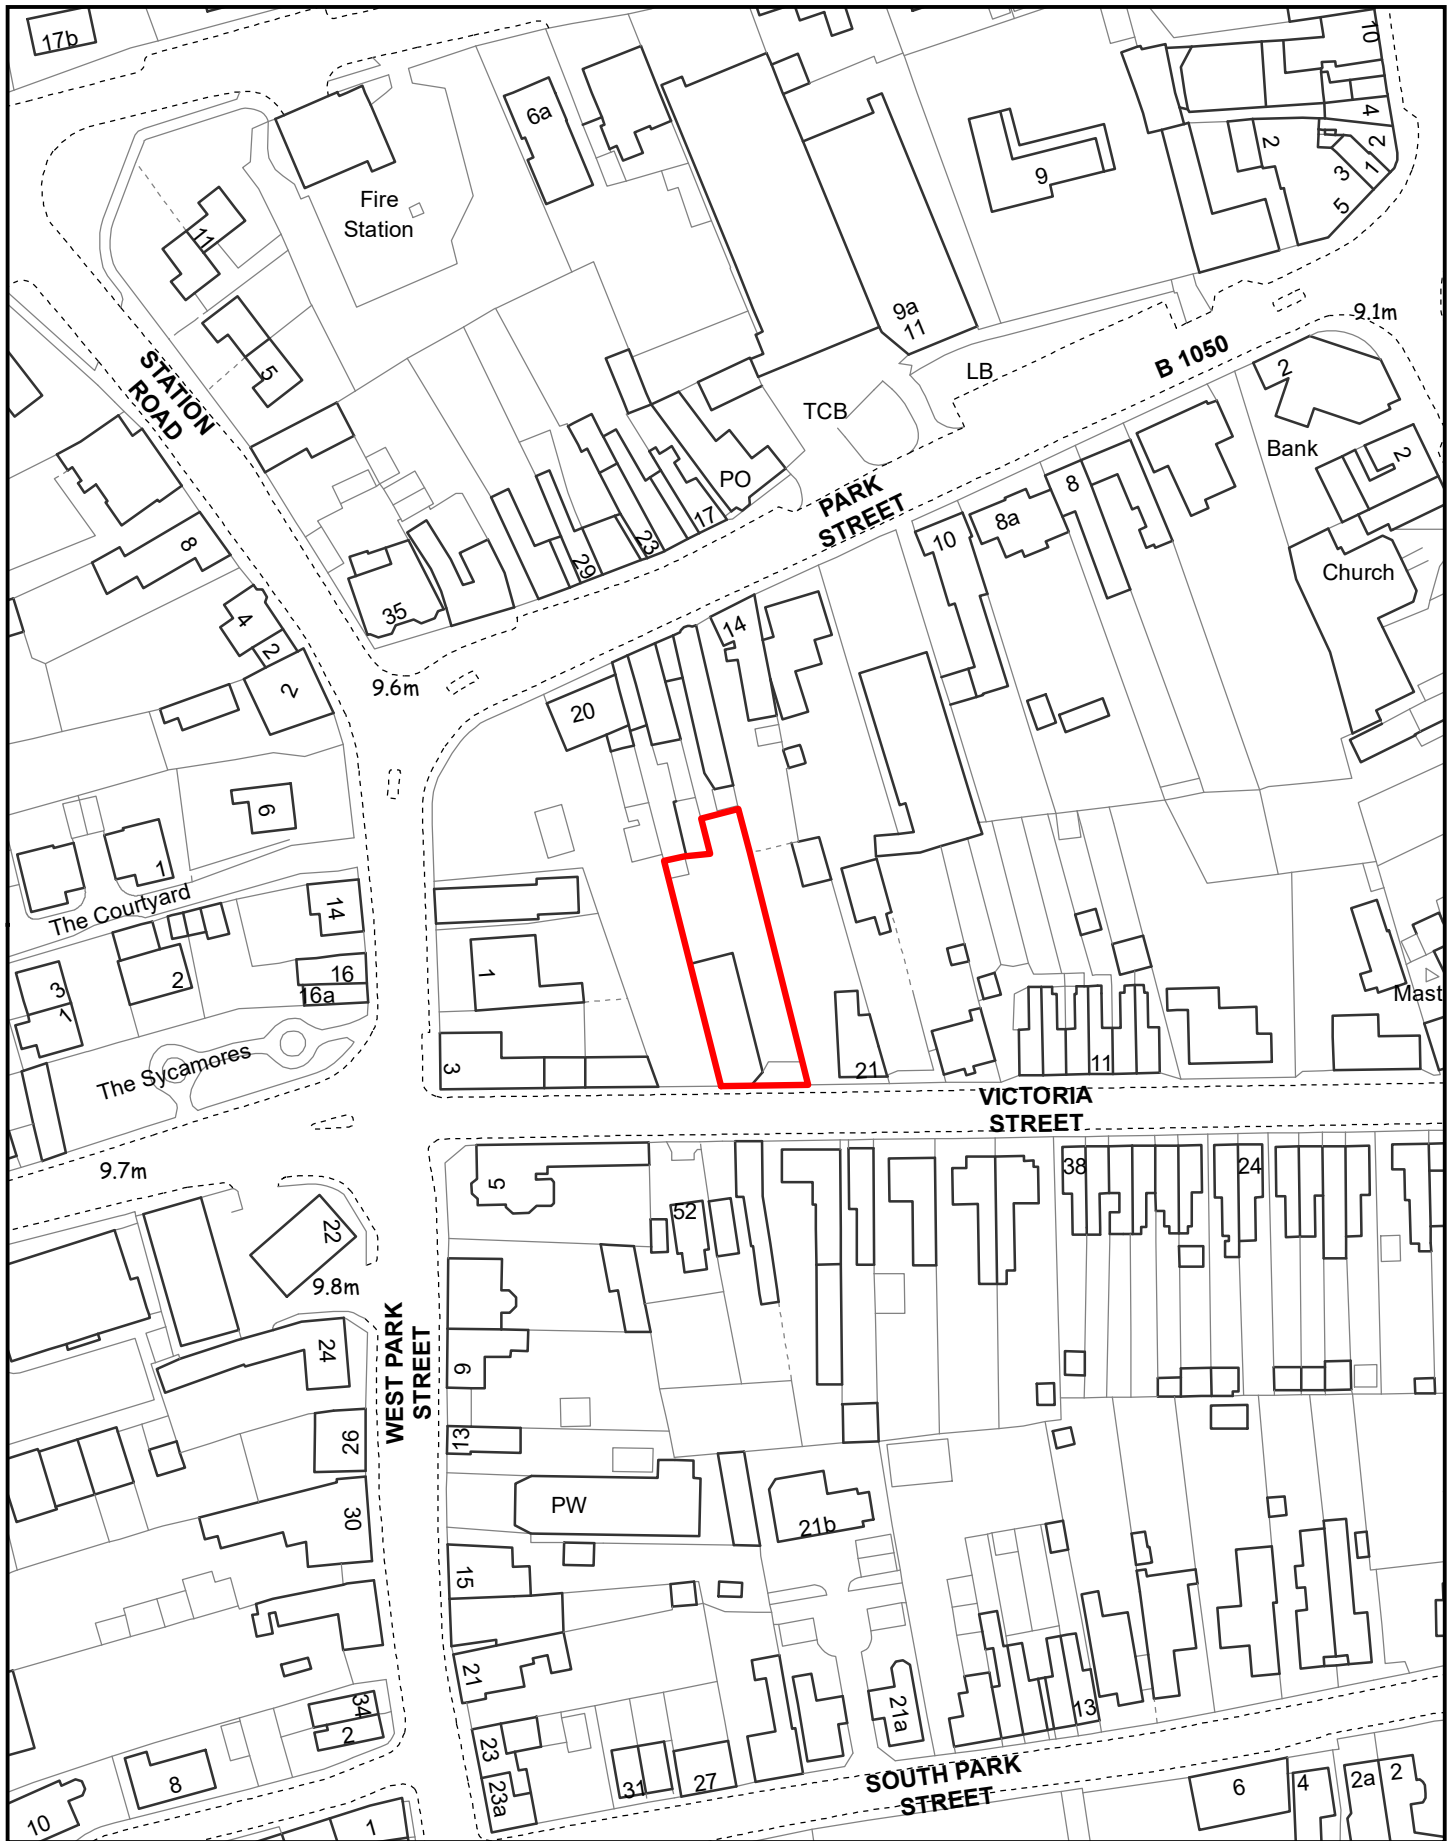 17b
6a
10
4
2
2
1
3
5
9
Fire
Station
11
5
9a
11
9.1m
LB
B 1050
2
STATION
ROAD
TCB
Bank
2
PO
PARK
STREET
8
8a
17
23
29
10
8
35
Church
4
2
2
14
9.6m
20
6
1
The Courtyard
14
16
16a
2
3
1
1
Mast
The Sycamores
3
21
11
VICTORIA
STREET
9.7m
5
38
24
52
22
9.8m
WEST PARK
STREET
24
9
26
13
30
PW
21b
15
21
21a
13
34
2
23
23a
31
27
8
10
1
SOUTH PARK
STREET
6
4
2a
2